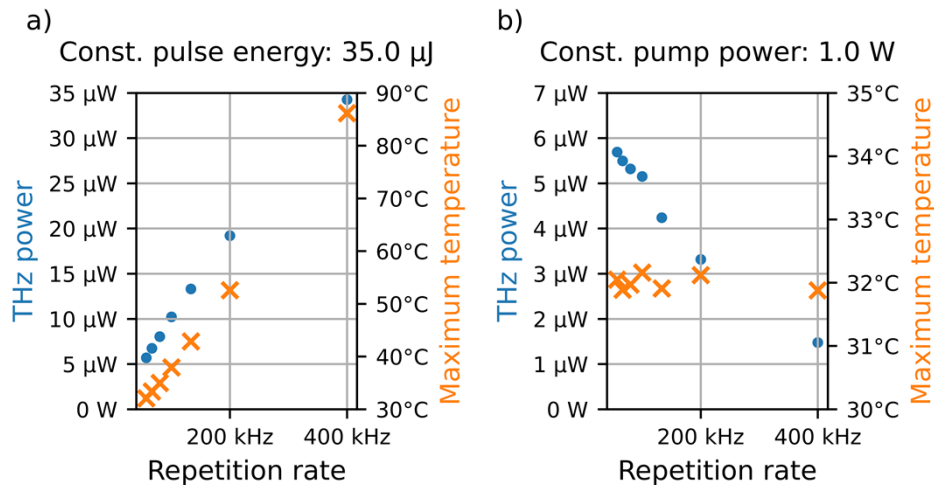 a)
Const. pulse energy: 35.0 µJ
35 µW
30 µW
25 µW
20 µW
15 µW
10 µW
5 µW
0 W
THz power
90°C
80°C
70°C
60°C
50°C
40°C
30°C
Maximum temperature
200 kHz
400 kHz
Repetition rate
b)
Const. pump power: 1.0 W
7 µW
6 µW
5 µW
4 µW
3 µW
2 µW
1 µW
0 W
THz power
35°C
34°C
33°C
32°C
31°C
30°C
Maximum temperature
200 kHz
400 kHz
Repetition rate